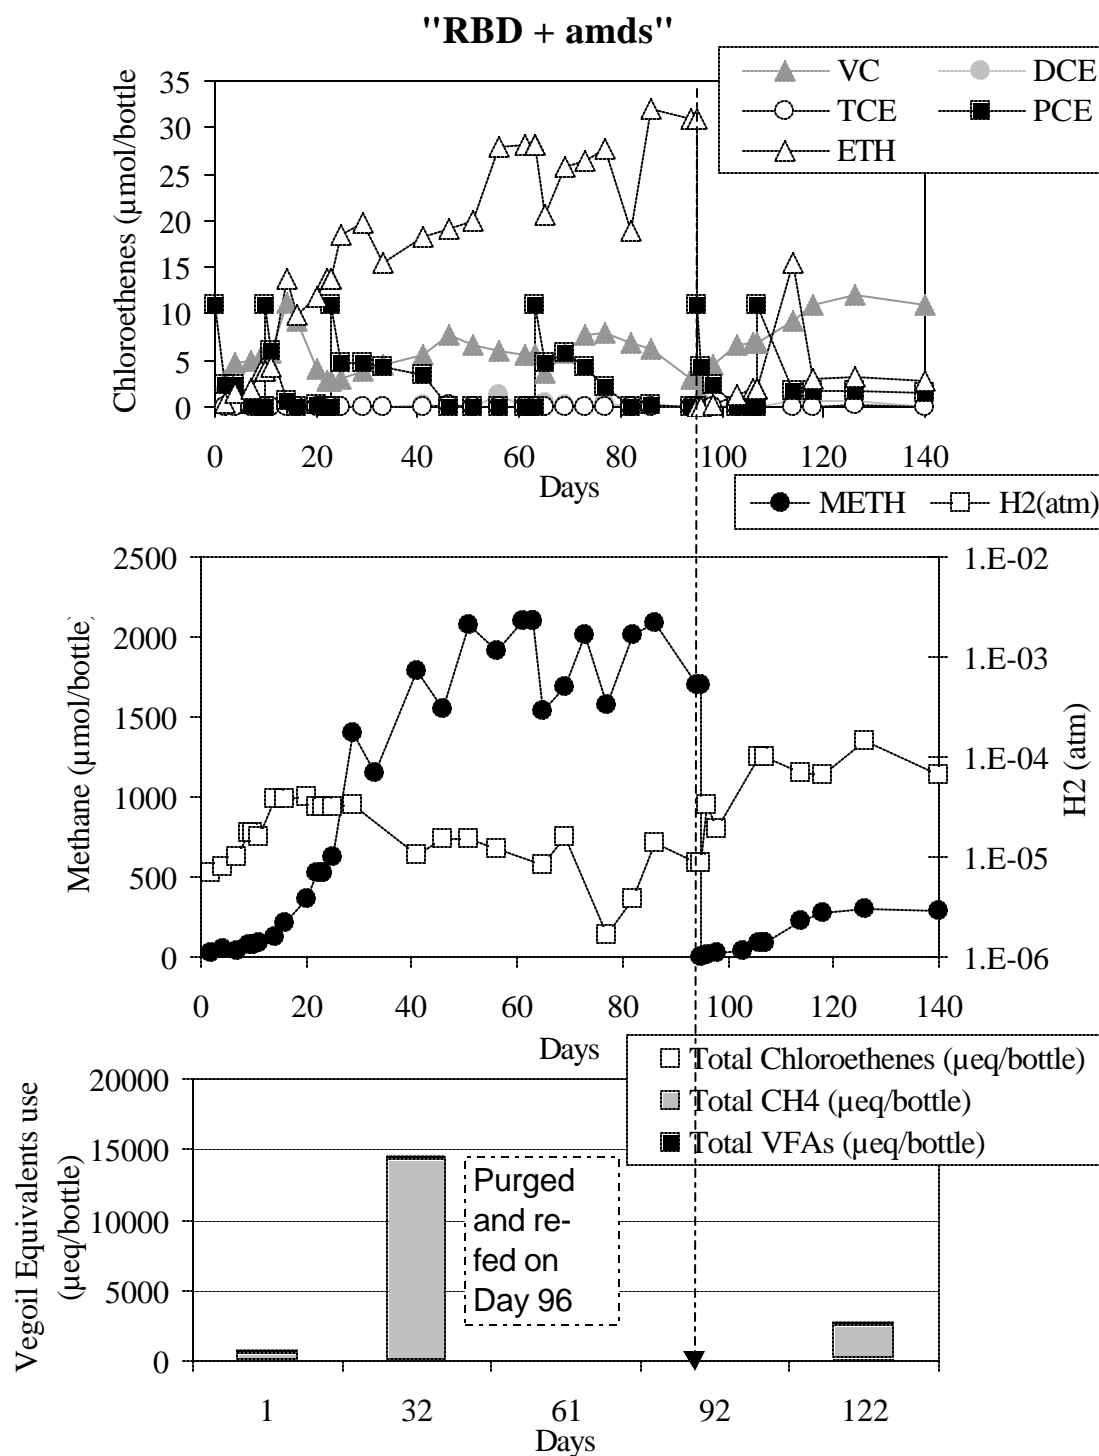 "RBD + amds"
VC DCE
TCE PCE
ETH
Chloroethenes (µmol/bottle
35
30
25
20
15
10
5
0
0 20 40 60 80 100 120 140
Days
METH H2(atm)
Methane (µmol/bottle)
2500
2000
1500
1000
500
0
1.E-02
1.E-03
1.E-04
1.E-05
1.E-06
H2 (atm)
0 20 40 60 80 100 120 140
Days
Total Chloroethenes (µeq/bottle)
Total CH4 (µeq/bottle)
Total VFAs (µeq/bottle)
Vegoil Equivalents use
(µeq/bottle)
20000
15000
10000
5000
0
Purged
and re-
fed on
Day 96
1 32 61 92 122
Days